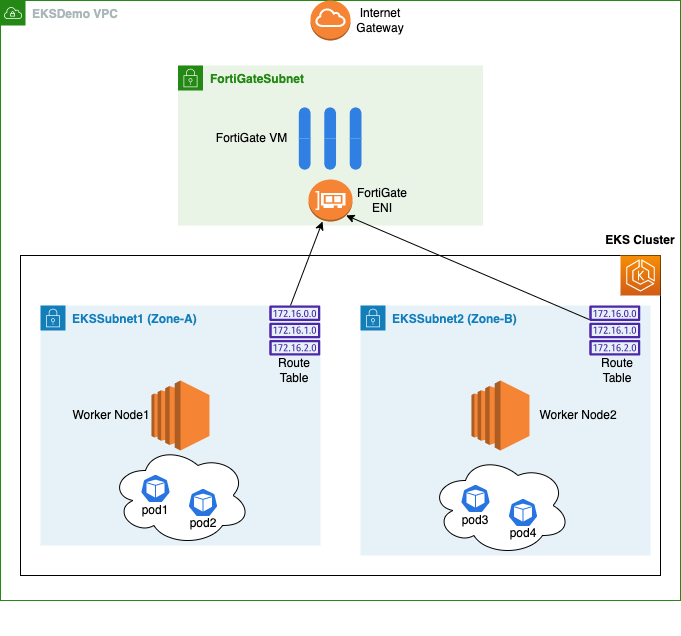 EKSDemo VPC
Internet
Gateway
FortiGateSubnet
FortiGate VM
FortiGate
ENI
EKS Cluster
K
EKSSubnet1 (Zone-A)
172.16.0.0
172.16.1.0
172.16.2.0
Route
Table
EKSSubnet2 (Zone-B)
172.16.0.0
172.16.1.0
172.16.2.0
Route
Table
Worker Node1
Worker Node2
pod1
pod2
pod3
pod4